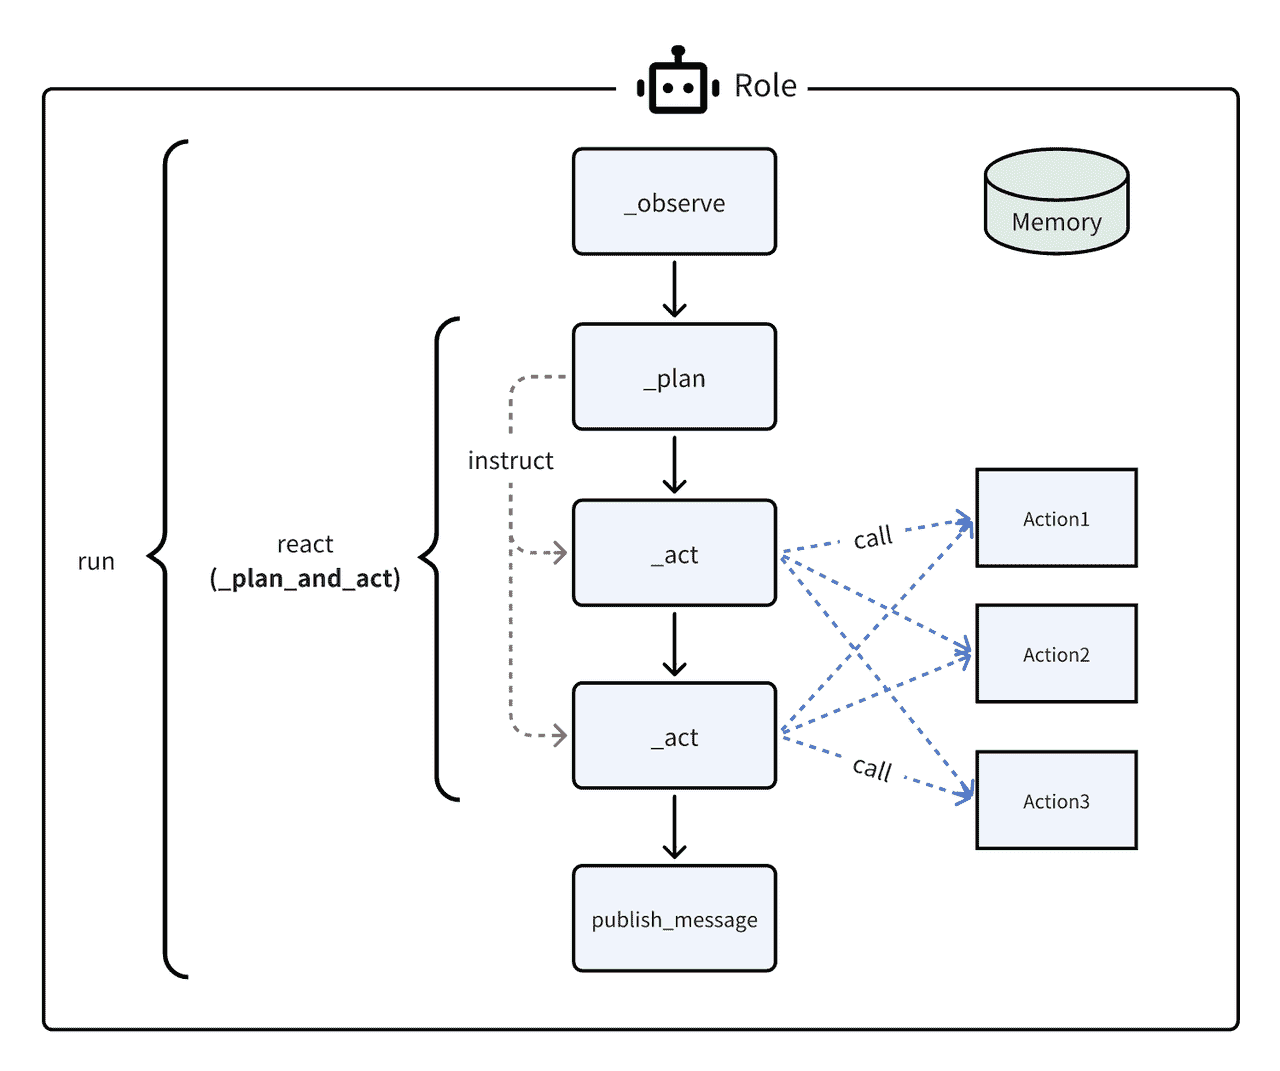 Role
_observe
Memory
_plan
instruct
Action1
call
react
_act
run
(_plan_and_act)
Action2
_act
call
Action3
publish_message